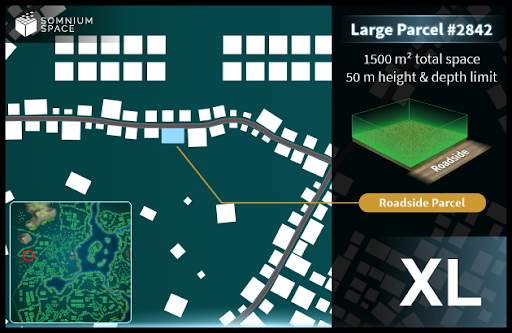 SOMNIUM
SPACE
Large Parcel #2842
1500 m² total space
50 m height & depth limit
Roadside
Roadside Parcel
XL